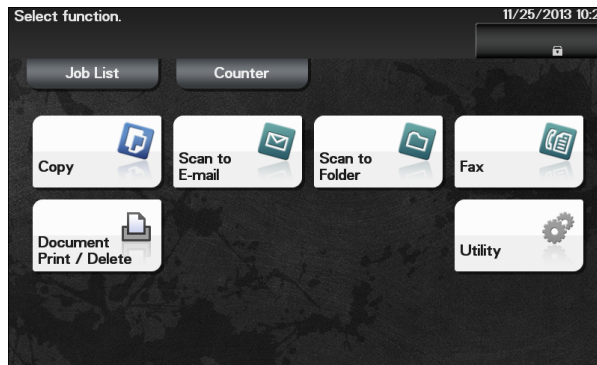 Select function.
11/25/2013 10:2
Job List
Counter
Copy
Scan to
E-mail
Scan to
Folder
Fax
Document
Print / Delete
Utility